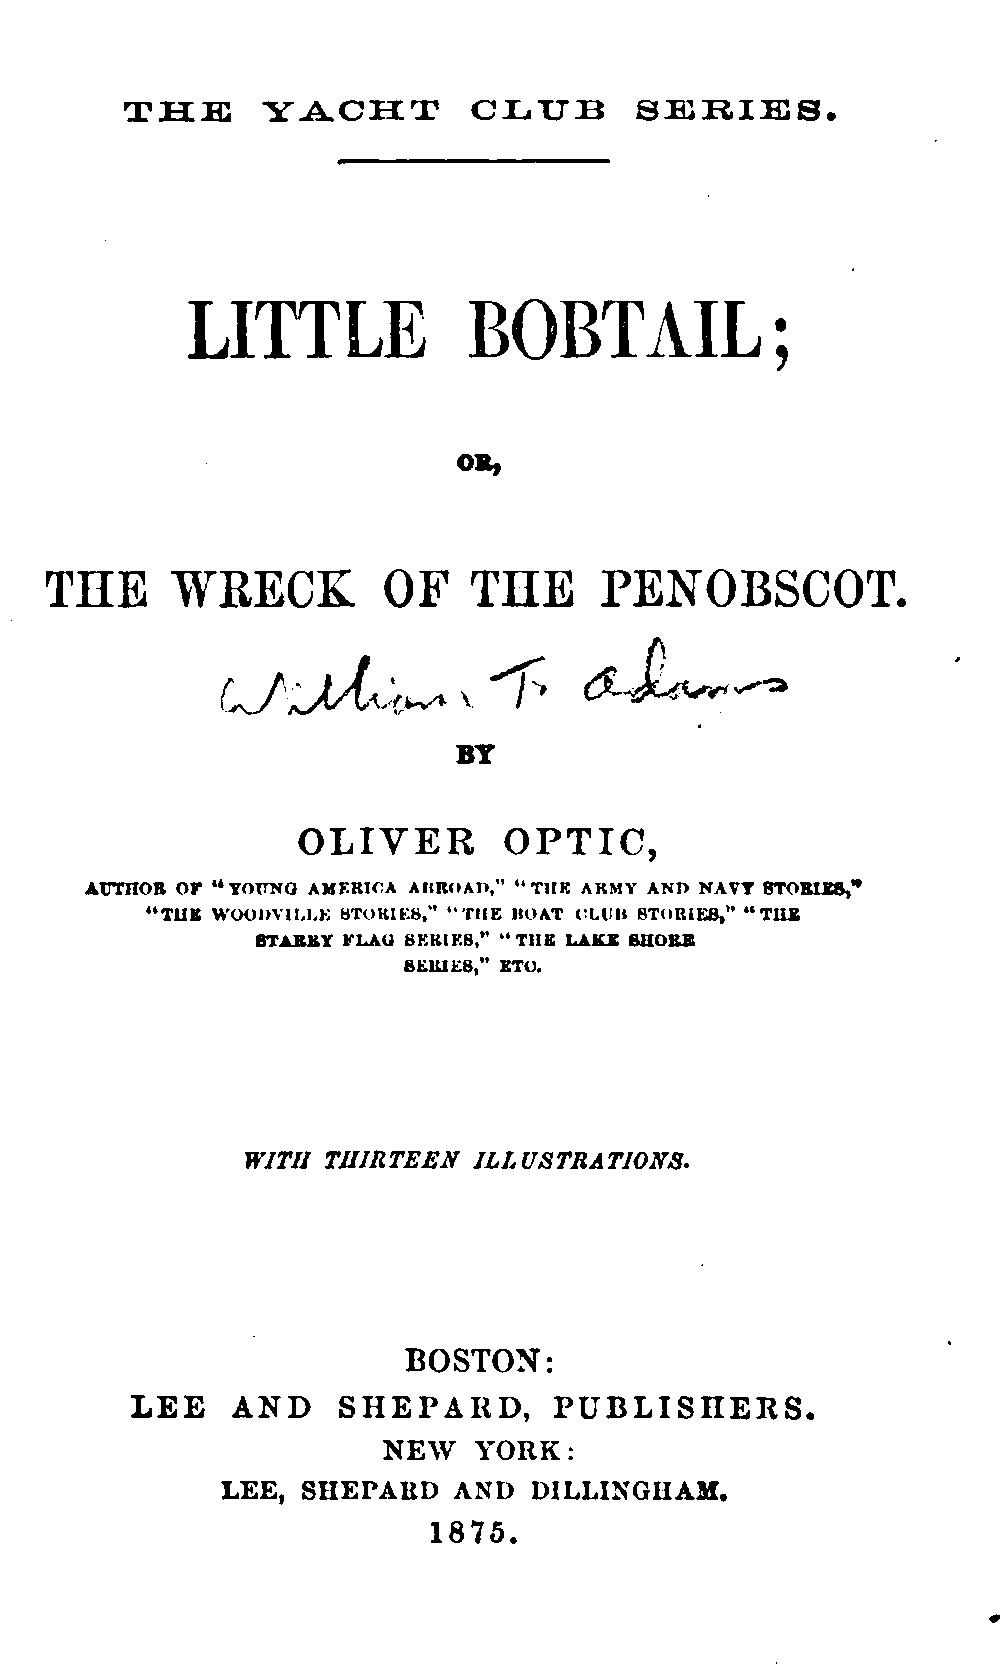 THE YACHT CLUB SERIES.
LITTLE BOBTAIL;
OR,
THE WRECK OF THE PENOBSCOT.
William T. Adams
BY
OLIVER OPTIC,
AUTHOR OF "YOUNG AMERICA ABROAD," "THE ARMY AND NAVY STORIES,"
"THE WOODVILLE STORIES," "THE BOAT CLUB STORIES," "THE
STARRY FLAG SERIES," "THE LAKE SHORE
SERIES," ETC.
WITH THIRTEEN ILLUSTRATIONS.
BOSTON:
LEE AND SHEPARD, PUBLISHERS.
NEW YORK:
LEE, SHEPARD AND DILLINGHAM.
1875.